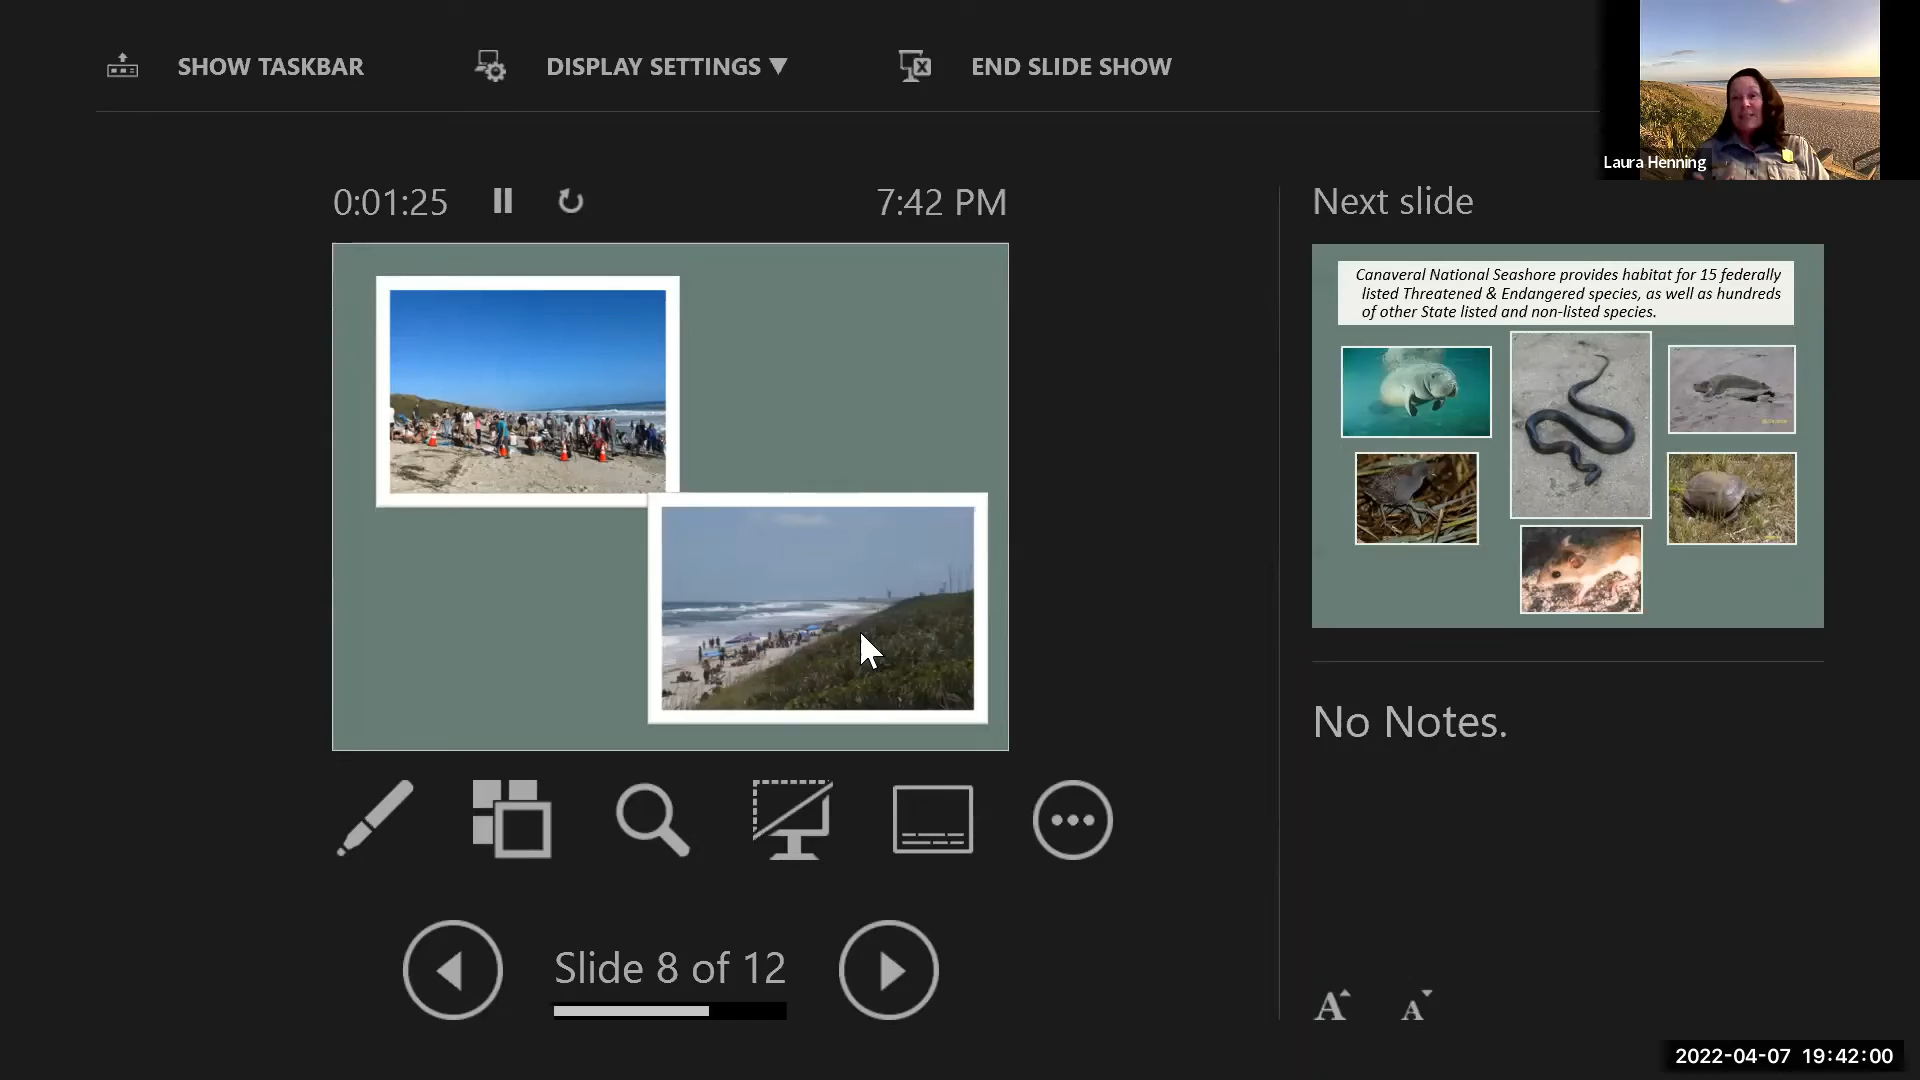 SHOW TASKBAR
DISPLAY SETTINGS ▼
END SLIDE SHOW
Laura Henning
0:01:25
7:42 PM
Next slide
Canaveral National Seashore provides habitat for 15 federally
listed Threatened & Endangered species, as well as hundreds
of other State listed and non-listed species.
No Notes.
Slide 8 of 12
A A
2022-04-07 19:42:00